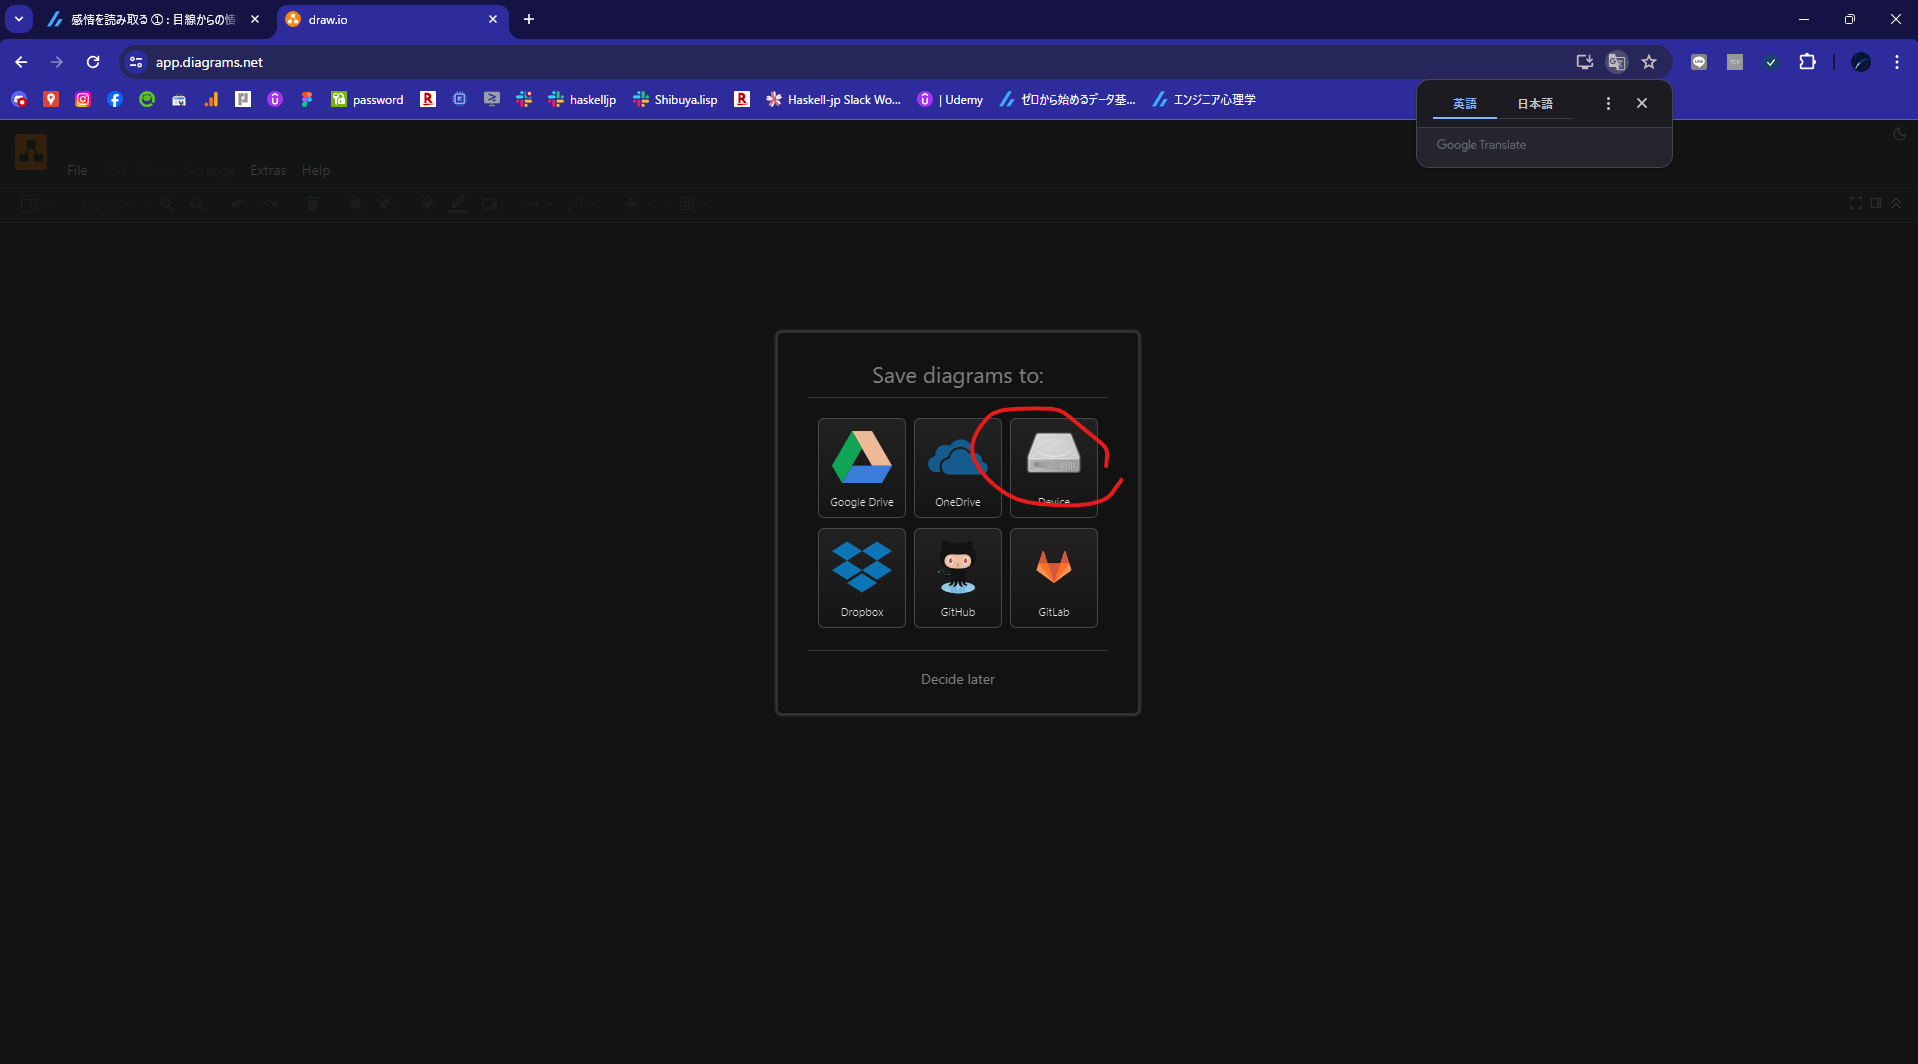 感情を読み取る ① : 目線からの情
draw.io
app.diagrams.net
password
haskelljp
Shibuya.lisp
Haskell-jp Slack Wo...
| Udemy
ゼロから始めるデータ基...
エンジニア心理学
英語
日本語
Google Translate
File Edit View Arrange Extras Help
100%
Save diagrams to:
Google Drive
OneDrive
Device
Dropbox
GitHub
GitLab
Decide later